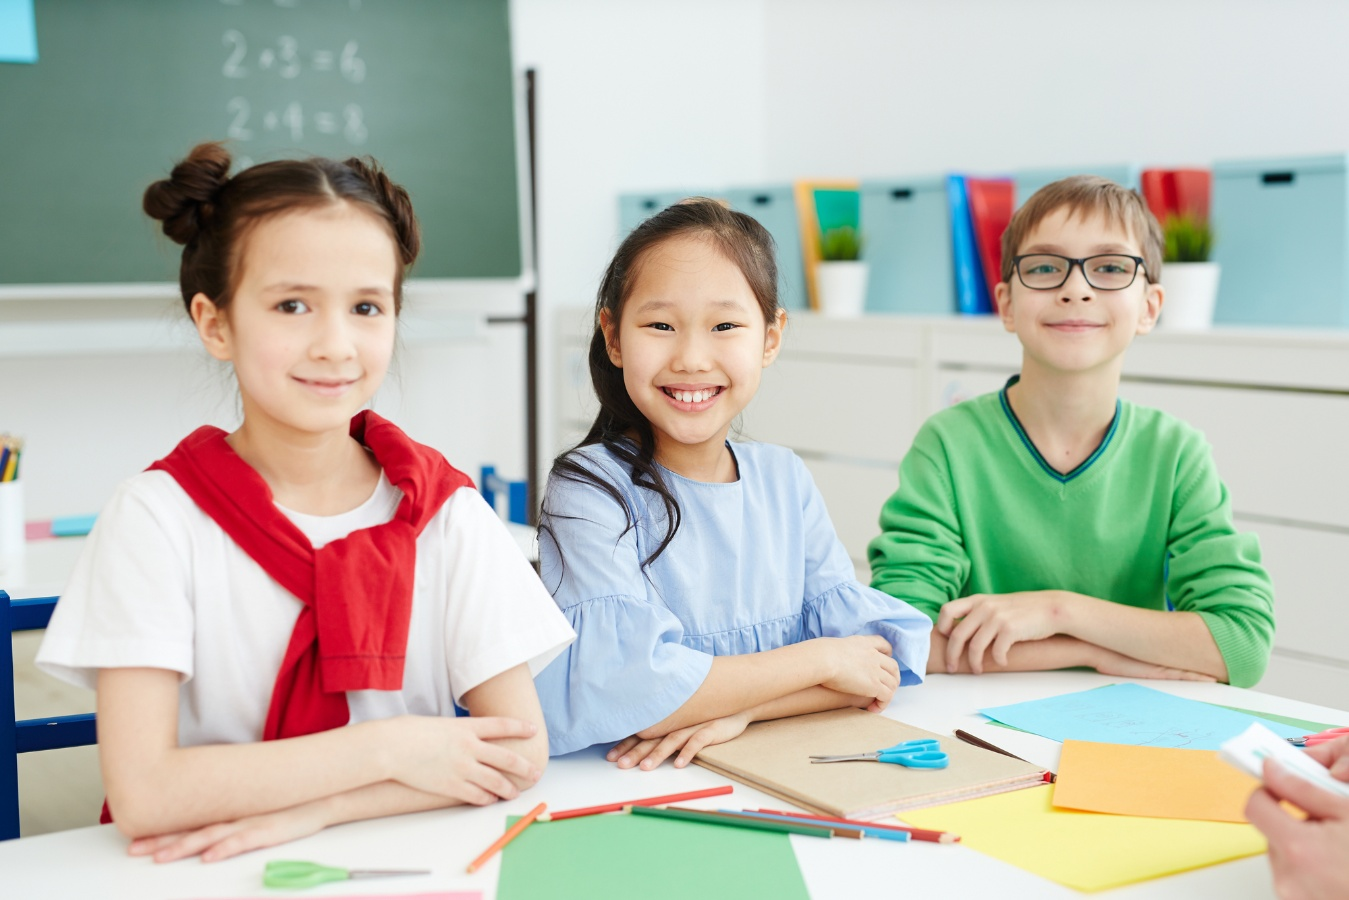 2 × 3 = 6
2 × 4 = 8